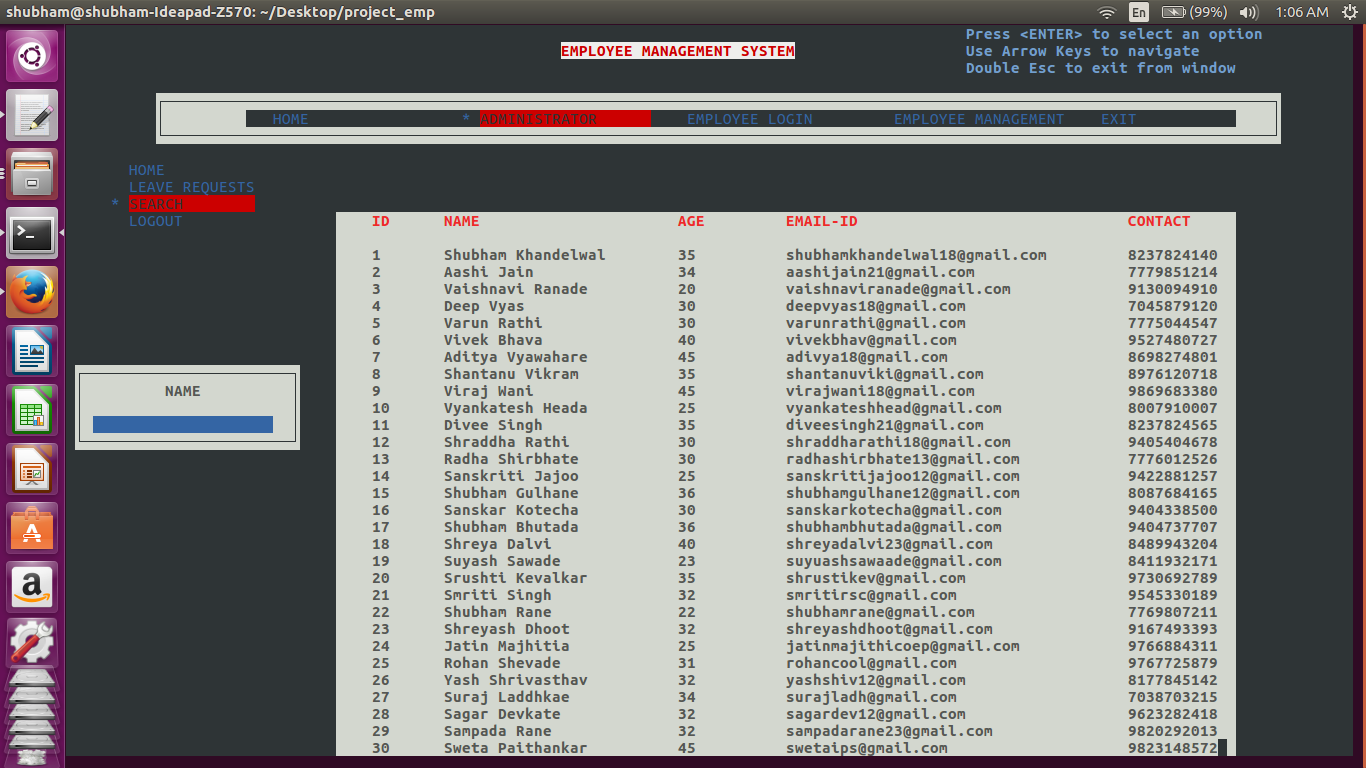 shubham@shubham-Ideapad-Z570: ~/Desktop/project_emp En (99%) 1:06 AM
Press <ENTER> to select an option
EMPLOYEE MANAGEMENT SYSTEM Use Arrow Keys to navigate
Double Esc to exit from window
HOME * ADMINISTRATOR EMPLOYEE LOGIN EMPLOYEE MANAGEMENT EXIT
HOME
LEAVE REQUESTS
* SEARCH
LOGOUT
NAME
ID NAME AGE EMAIL-ID CONTACT
1 Shubham Khandelwal 35 shubhamkhandelwal18@gmail.com 8237824140
2 Aashi Jain 34 aashijain21@gmail.com 7779851214
3 Vaishnavi Ranade 20 vaishnaviranade@gmail.com 9130094910
4 Deep Vyas 30 deepvyas18@gmail.com 7045879120
5 Varun Rathi 30 varunrathi@gmail.com 7775044547
6 Vivek Bhava 40 vivekbhav@gmail.com 9527480727
7 Aditya Vyawahare 45 adivya18@gmail.com 8698274801
8 Shantanu Vikram 35 shantanuviki@gmail.com 8976120718
9 Viraj Wani 45 virajwani18@gmail.com 9869683380
10 Vyankatesh Heada 25 vyankateshhead@gmail.com 8007910007
11 Divee Singh 35 diveesingh21@gmail.com 8237824565
12 Shraddha Rathi 30 shraddharathi18@gmail.com 9405404678
13 Radha Shirbhate 30 radhashirbhate13@gmail.com 7776012526
14 Sanskriti Jajoo 25 sanskritijajoo12@gmail.com 9422881257
15 Shubham Gulhane 36 shubhamgulhane12@gmail.com 8087684165
16 Sanskar Kotecha 30 sanskarkotecha@gmail.com 9404338500
17 Shubham Bhutada 36 shubhambhutada@gmail.com 9404737707
18 Shreya Dalvi 40 shreyadalvi23@gmail.com 8489943204
19 Suyash Sawade 23 suyuashsawaade@gmail.com 8411932171
20 Srushti Kevalkar 35 shrustikev@gmail.com 9730692789
21 Smriti Singh 32 smritirsc@gmail.com 9545330189
22 Shubham Rane 22 shubhamrane@gmail.com 7769807211
23 Shreyash Dhoot 32 shreyashdhoot@gmail.com 9167493393
24 Jatin Majhitia 25 jatinmajithicoep@gmail.com 9766884311
25 Rohan Shevade 31 rohancool@gmail.com 9767725879
26 Yash Shrivasthav 32 yashshiv12@gmail.com 8177845142
27 Suraj Laddhkae 34 surajladh@gmail.com 7038703215
28 Sagar Devkate 32 sagardev12@gmail.com 9623282418
29 Sampada Rane 32 sampadarane23@gmail.com 9820292013
30 Sweta Paithankar 45 swetaips@gmail.com 9823148572